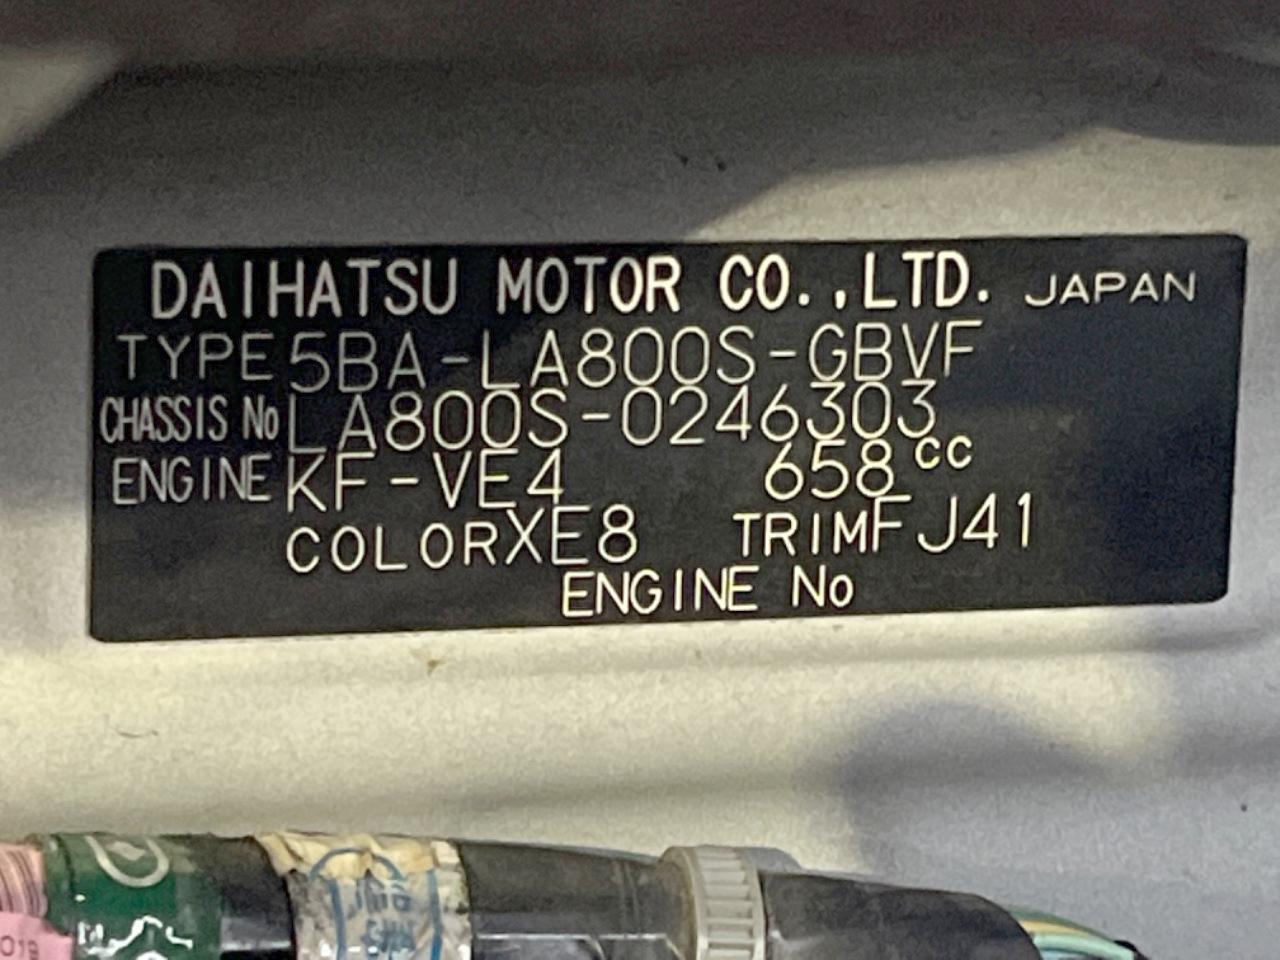 DAIHATSU MOTOR CO.,LTD. JAPAN
TYPE 5BA-LA800S-GBVF
CHASSIS No LA800S-0246303
ENGINE KF-VE4 658cc
COLOR XE8 TRIM FJ41
ENGINE No
019